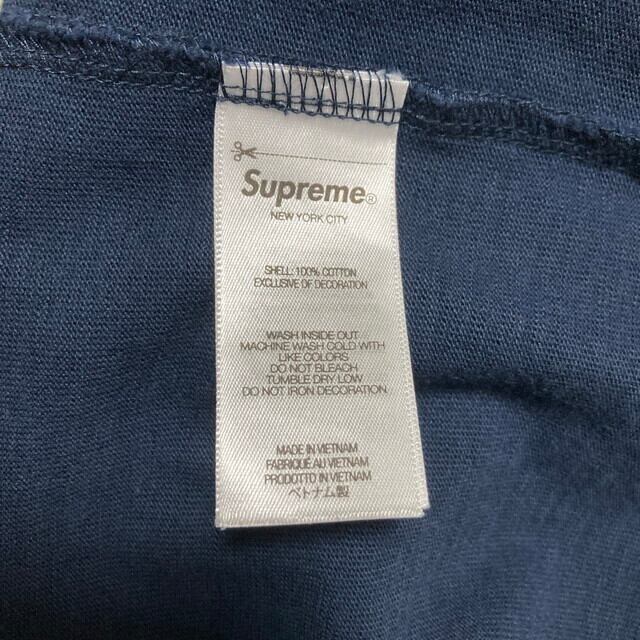 Supreme®
NEW YORK CITY
SHELL: 100% COTTON
EXCLUSIVE OF DECORATION
WASH INSIDE OUT
MACHINE WASH COLD WITH
LIKE COLORS
DO NOT BLEACH
TUMBLE DRY LOW
DO NOT IRON DECORATION
MADE IN VIETNAM
FABRIQUÉ AU VIETNAM
PRODOTTO IN VIETNAM
ベトナム製